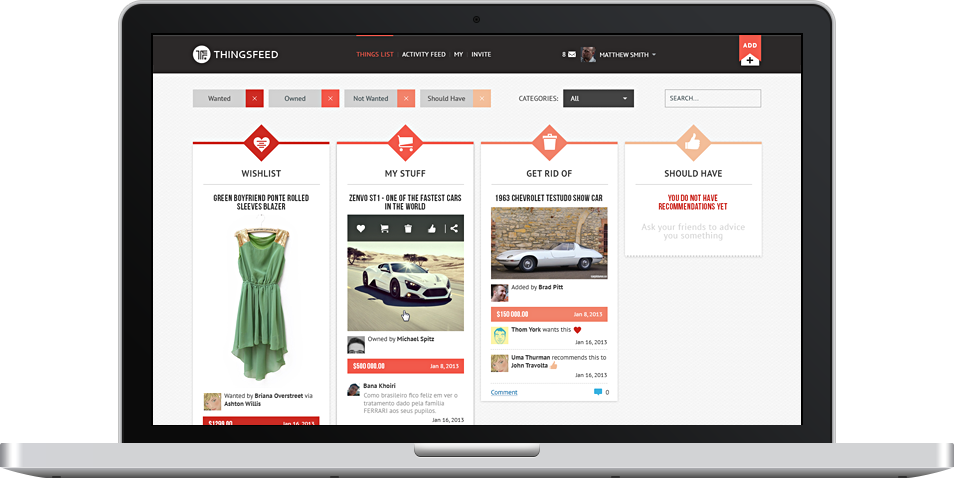 THINGSFEED
THINGS LIST ACTIVITY FEED MY INVITE
8 MATTHEW SMITH
ADD
Wanted Owned Not Wanted Should Have
CATEGORIES: All
SEARCH...
WISHLIST
GREEN BOYFRIEND PONTE ROLLED
SLEEVES BLAZER
Wanted by Briana Overstreet via
Ashton Willis
$1299.00 Jan 16, 2013
MY STUFF
ZENVO ST1 - ONE OF THE FASTEST CARS
IN THE WORLD
Owned by Michael Spitz
$560 000.00 Jan 8, 2013
Bana Khoiri
Como brasileiro fico feliz em ver o
tratamento dado pela família
FERRARI aos seus pupilos.
Jan 16, 2013
GET RID OF
1963 CHEVROLET TESTUDO SHOW CAR
Added by Brad Pitt
$150 000.00 Jan 8, 2013
Thom York wants this
Jan 16, 2013
Uma Thurman recommends this to
John Travolta
Jan 16, 2013
Comment 0
SHOULD HAVE
YOU DO NOT HAVE
RECOMMENDATIONS YET
Ask your friends to advice
you something